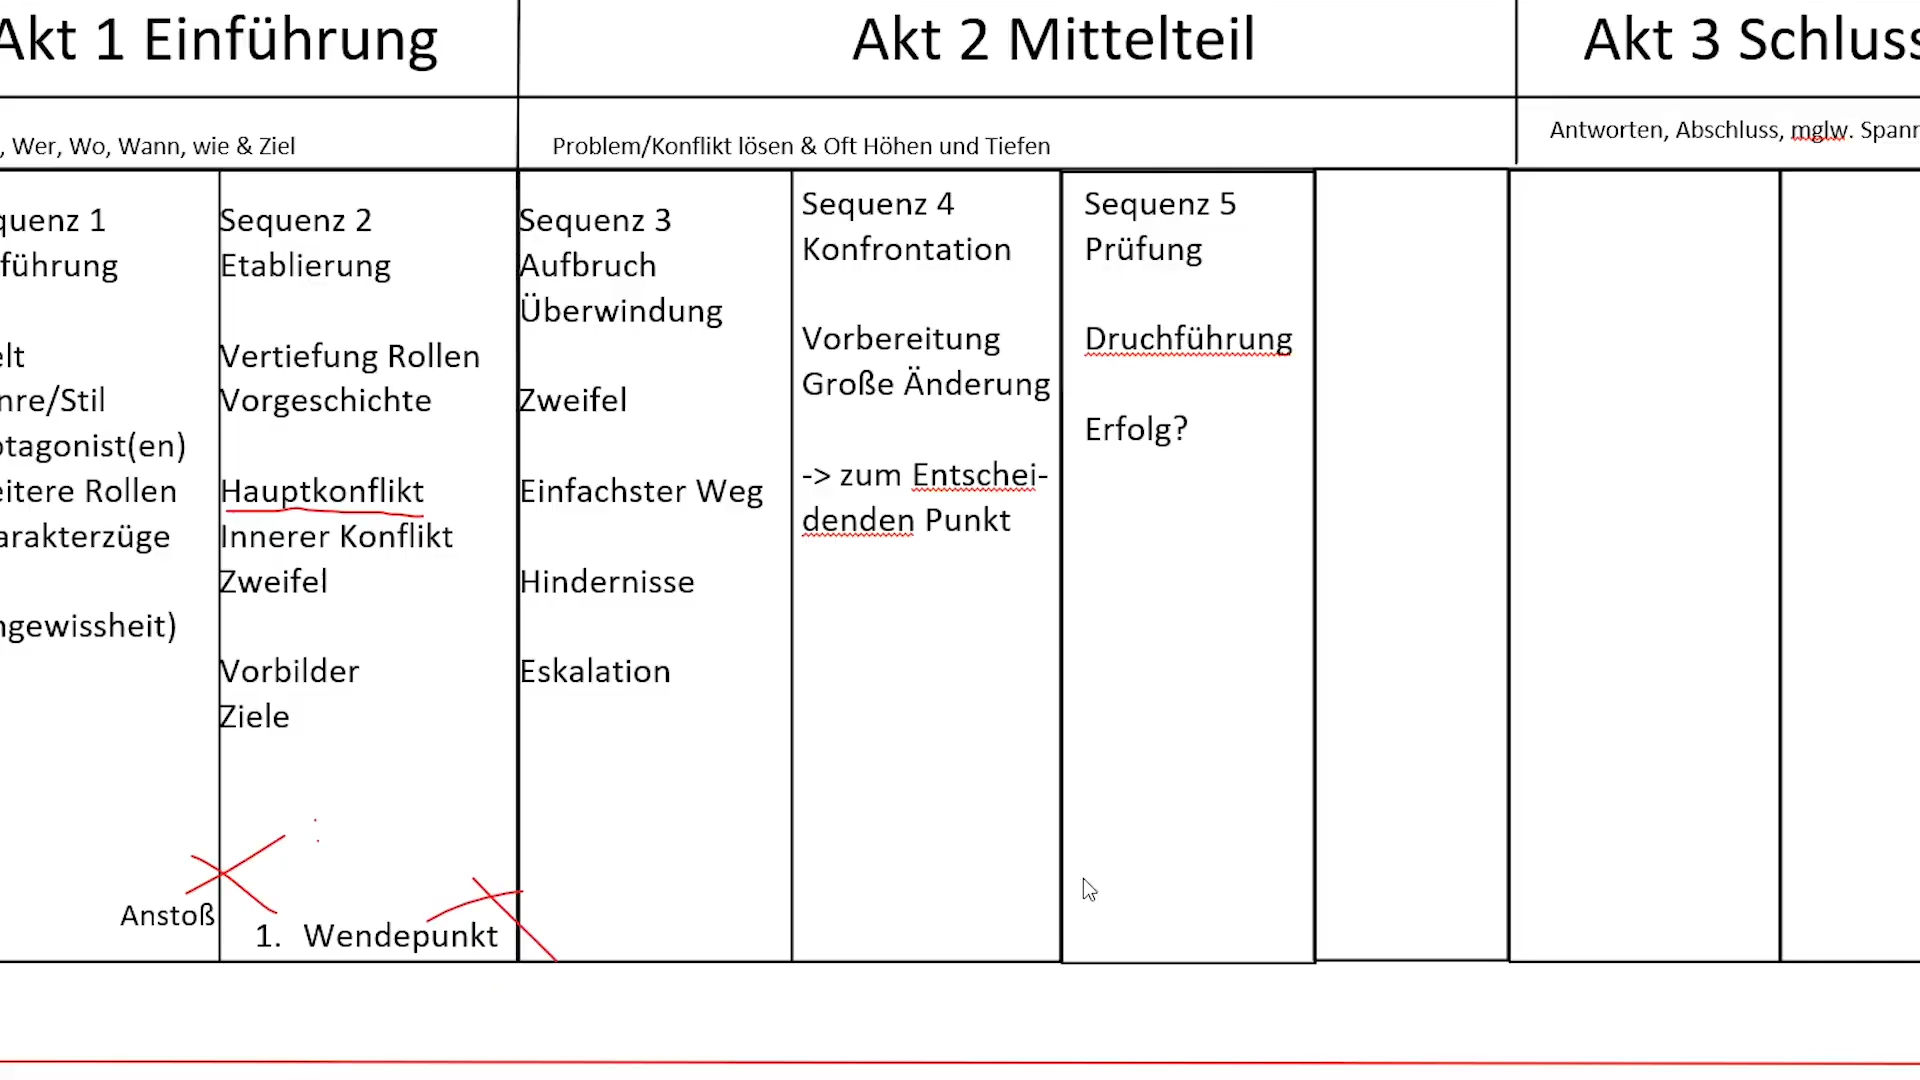 Akt 1 Einführung
Akt 2 Mittelteil
Akt 3 Schluss
, Wer, Wo, Wann, wie & Ziel
Problem/Konflikt lösen & Oft Höhen und Tiefen
Antworten, Abschluss, mglw. Spann
quenz 1
führung
elt
nre/Stil
otagonist(en)
eitere Rollen
arakterzüge
ngewissheit)
Anstoß
Sequenz 2
Etablierung
Vertiefung Rollen
Vorgeschichte
Hauptkonflikt
Innerer Konflikt
Zweifel
Vorbilder
Ziele
1. Wendepunkt
Sequenz 3
Aufbruch
Überwindung
Zweifel
Einfachster Weg
Hindernisse
Eskalation
Sequenz 4
Konfrontation
Vorbereitung
Große Änderung
-> zum Entschei-
denden Punkt
Sequenz 5
Prüfung
Druchführung
Erfolg?